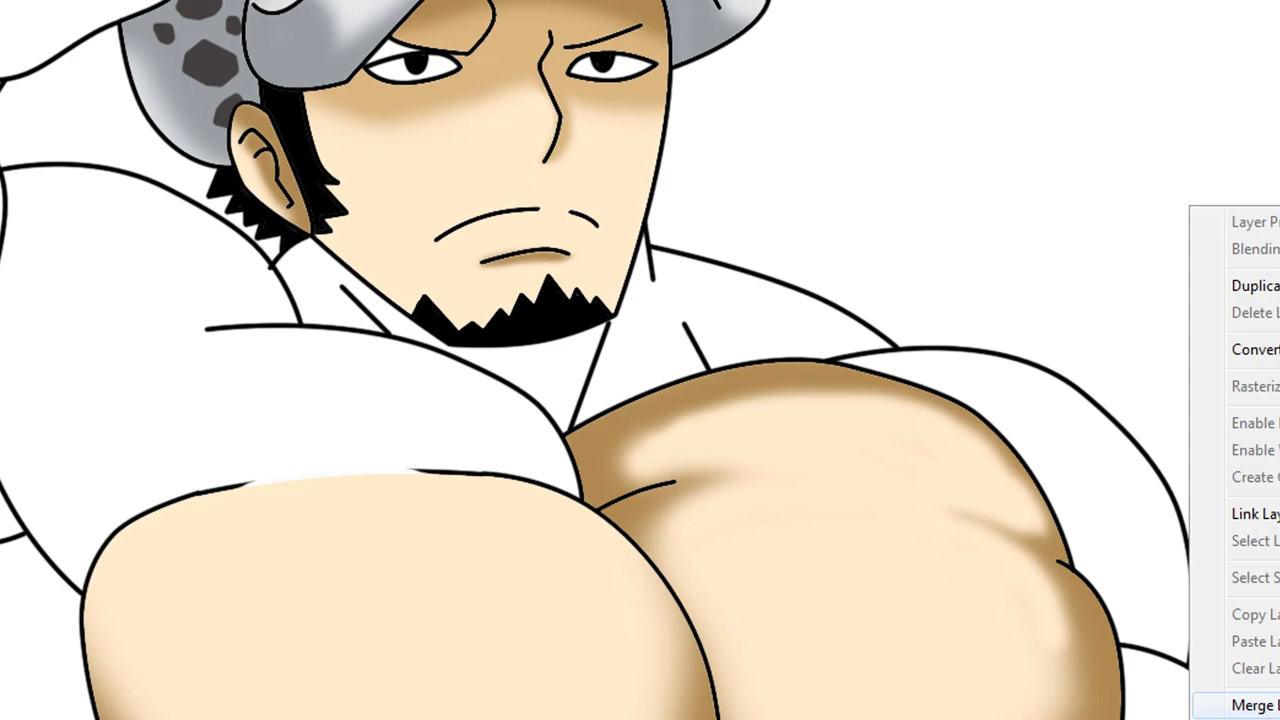 Layer P
Blendin
Duplica
Delete L
Conver
Rasteriz
Enable
Enable
Create
Link Lay
Select L
Select S
Copy La
Paste La
Clear La
Merge